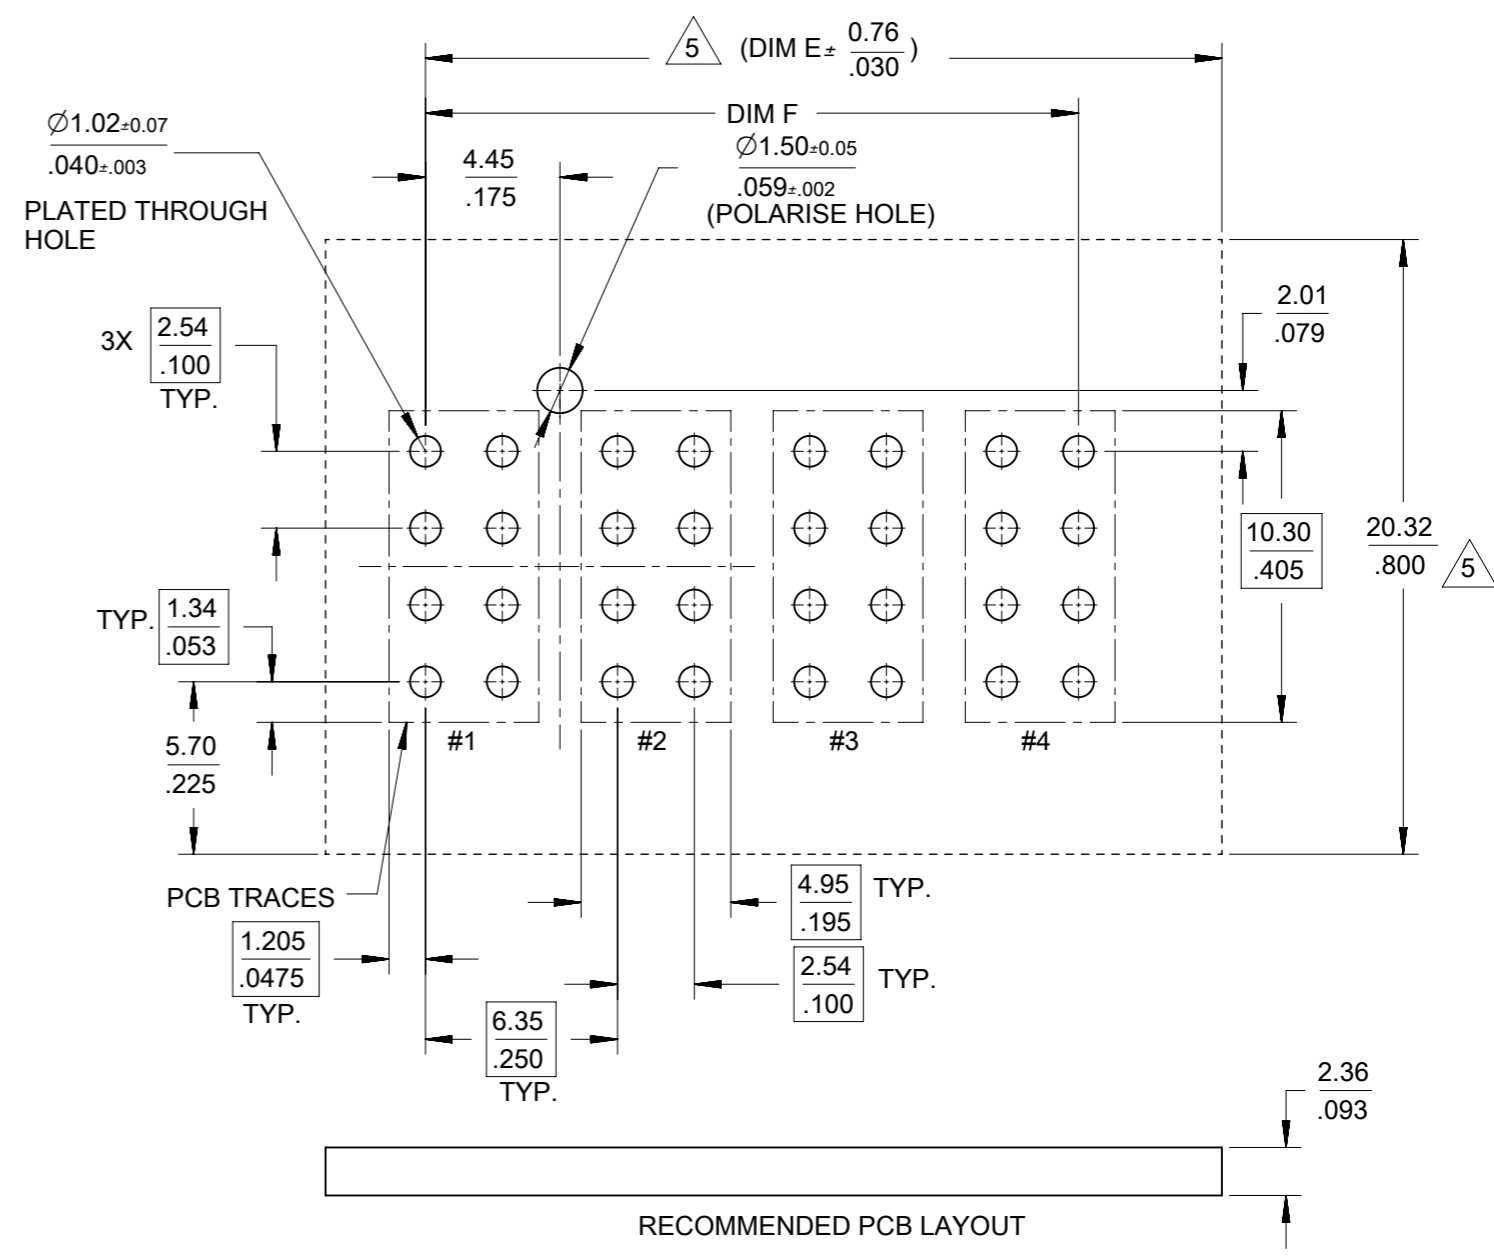 5 (DIM E± 0.76 )
.030
DIM F
Ø1.02±0.07
.040±.003
PLATED THROUGH
HOLE
4.45
.175
Ø1.50±0.05
.059±.002
(POLARISE HOLE)
2.01
.079
3X 2.54
.100
TYP.
10.30
.405
20.32
.800 5
TYP. 1.34
.053
5.70
.225
#1 #2 #3 #4
PCB TRACES
4.95 TYP.
.195
1.205
.0475
TYP.
2.54 TYP.
.100
6.35
.250
TYP.
2.36
.093
RECOMMENDED PCB LAYOUT